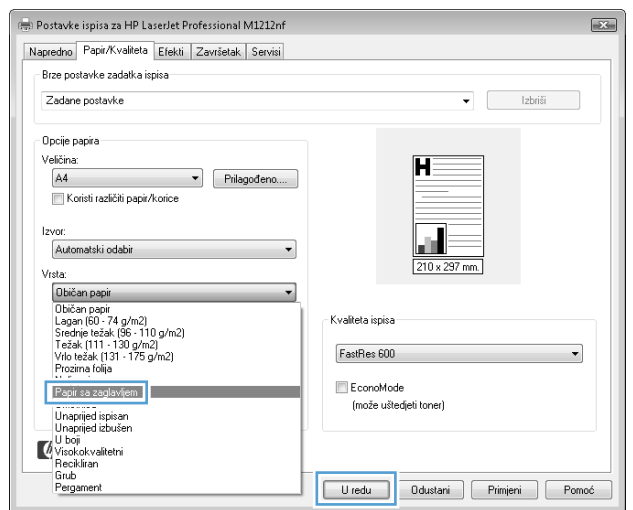 Postavke ispisa za HP LaserJet Professional M1212nf
Napredno Papir/Kvaliteta Efekti Završetak Servisi
Brze postavke zadatka ispisa
Zadane postavke
Izbriši
Opcije papira
Veličina:
A4
Prilagođeno....
Koristi različiti papir/korice
Izvor:
Automatski odabir
Vrsta:
Običan papir
Običan papir
Lagan (60 - 74 g/m2)
Srednje težak (96 - 110 g/m2)
Težak (111 - 130 g/m2)
Vrlo težak (131 - 175 g/m2)
Prozirna folija
Papir sa zaglavljem
Unaprijed ispisan
Unaprijed izbušen
U boji
Visokokvalitetni
Recikliran
Grub
Pergament
H
210 x 297 mm.
Kvaliteta ispisa
FastRes 600
EconoMode
(može uštedjeti toner)
U redu Odustani Primijeni Pomoć